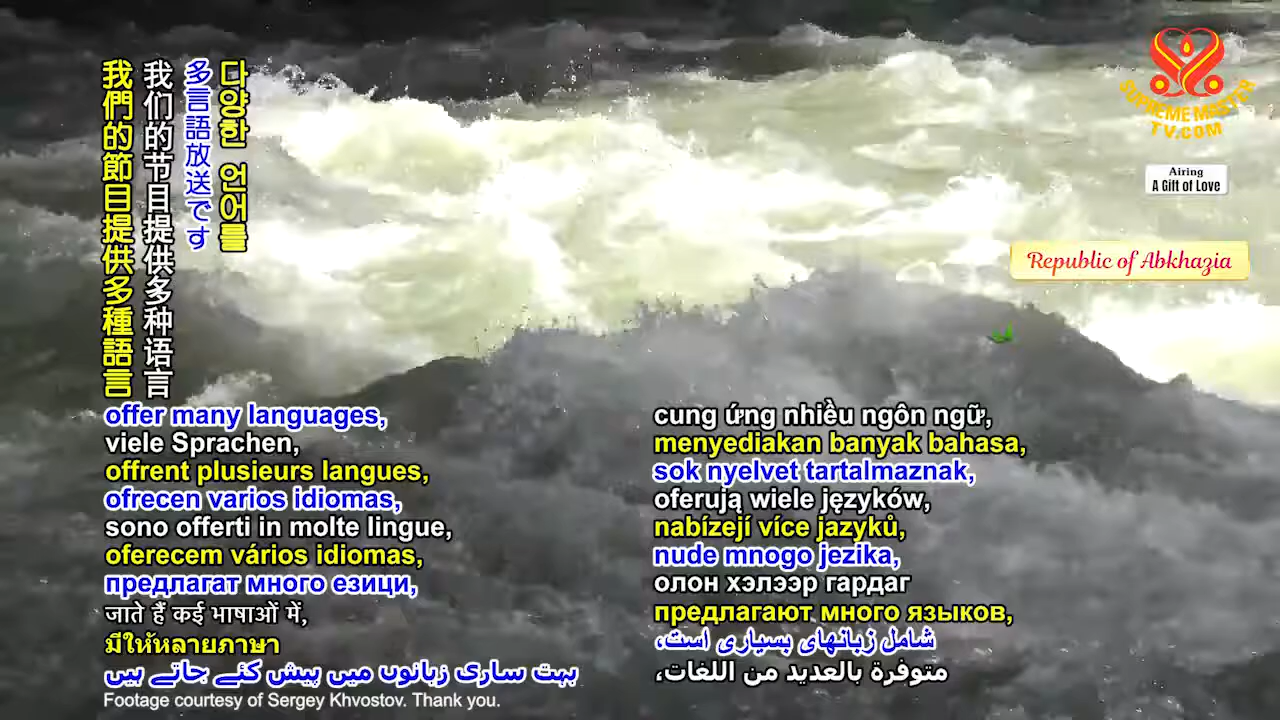 我們的節目提供多種語言
我们的节目提供多种语言
多言語放送です
다양한 언어를
SUPREME MASTER
TV.COM
Airing
A Gift of Love
Republic of Abkhazia
offer many languages,
viele Sprachen,
offrent plusieurs langues,
ofrecen varios idiomas,
sono offerti in molte lingue,
oferecem vários idiomas,
предлагат много езици,
जाते हैं कई भाषाओं में,
มีให้หลายภาษา
بہت ساری زبانوں میں پیش کئے جاتے ہیں
cung ứng nhiều ngôn ngữ,
menyediakan banyak bahasa,
sok nyelvet tartalmaznak,
oferują wiele języków,
nabízejí více jazyků,
nude mnogo jezika,
олон хэлээр гардаг
предлагают много языков,
شامل زبانهای بسیاری است،
متوفرة بالعديد من اللغات،
Footage courtesy of Sergey Khvostov. Thank you.